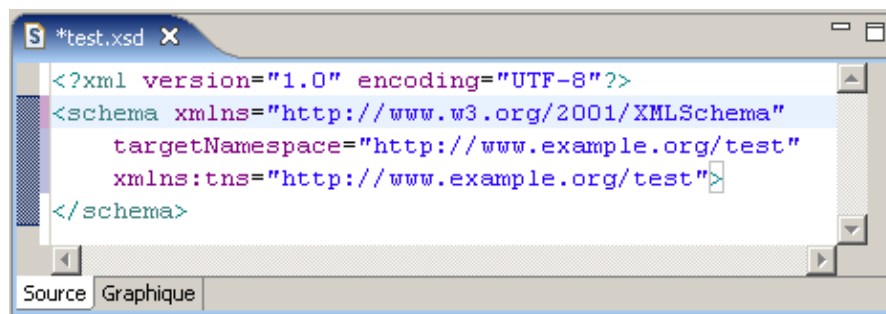 *test.xsd
<?xml version="1.0" encoding="UTF-8"?>
<schema xmlns="http://www.w3.org/2001/XMLSchema"
targetNamespace="http://www.example.org/test"
xmlns:tns="http://www.example.org/test">
</schema>
Source Graphique